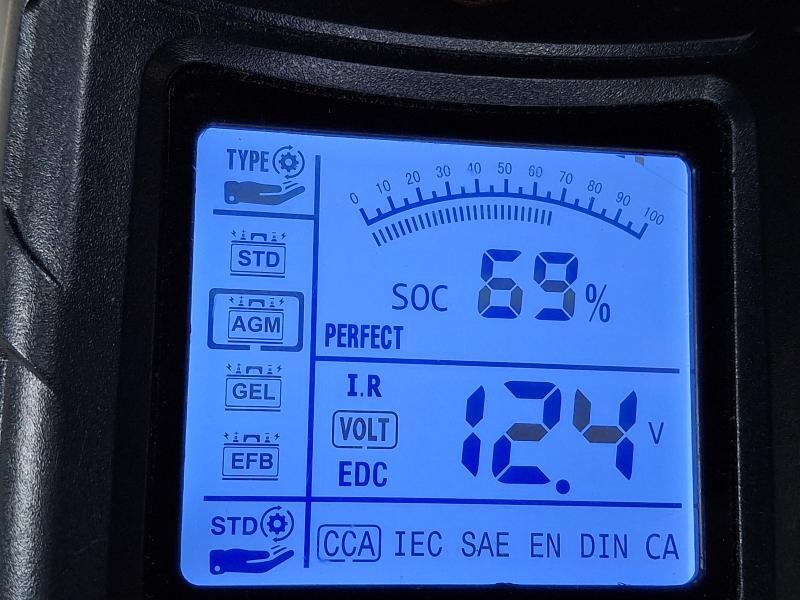 TYPE
STD
AGM
GEL
EFB
STD
0 10 20 30 40 50 60 70 80 90 100
SOC 69%
PERFECT
I.R
VOLT
EDC
12.4 V
CCA IEC SAE EN DIN CA